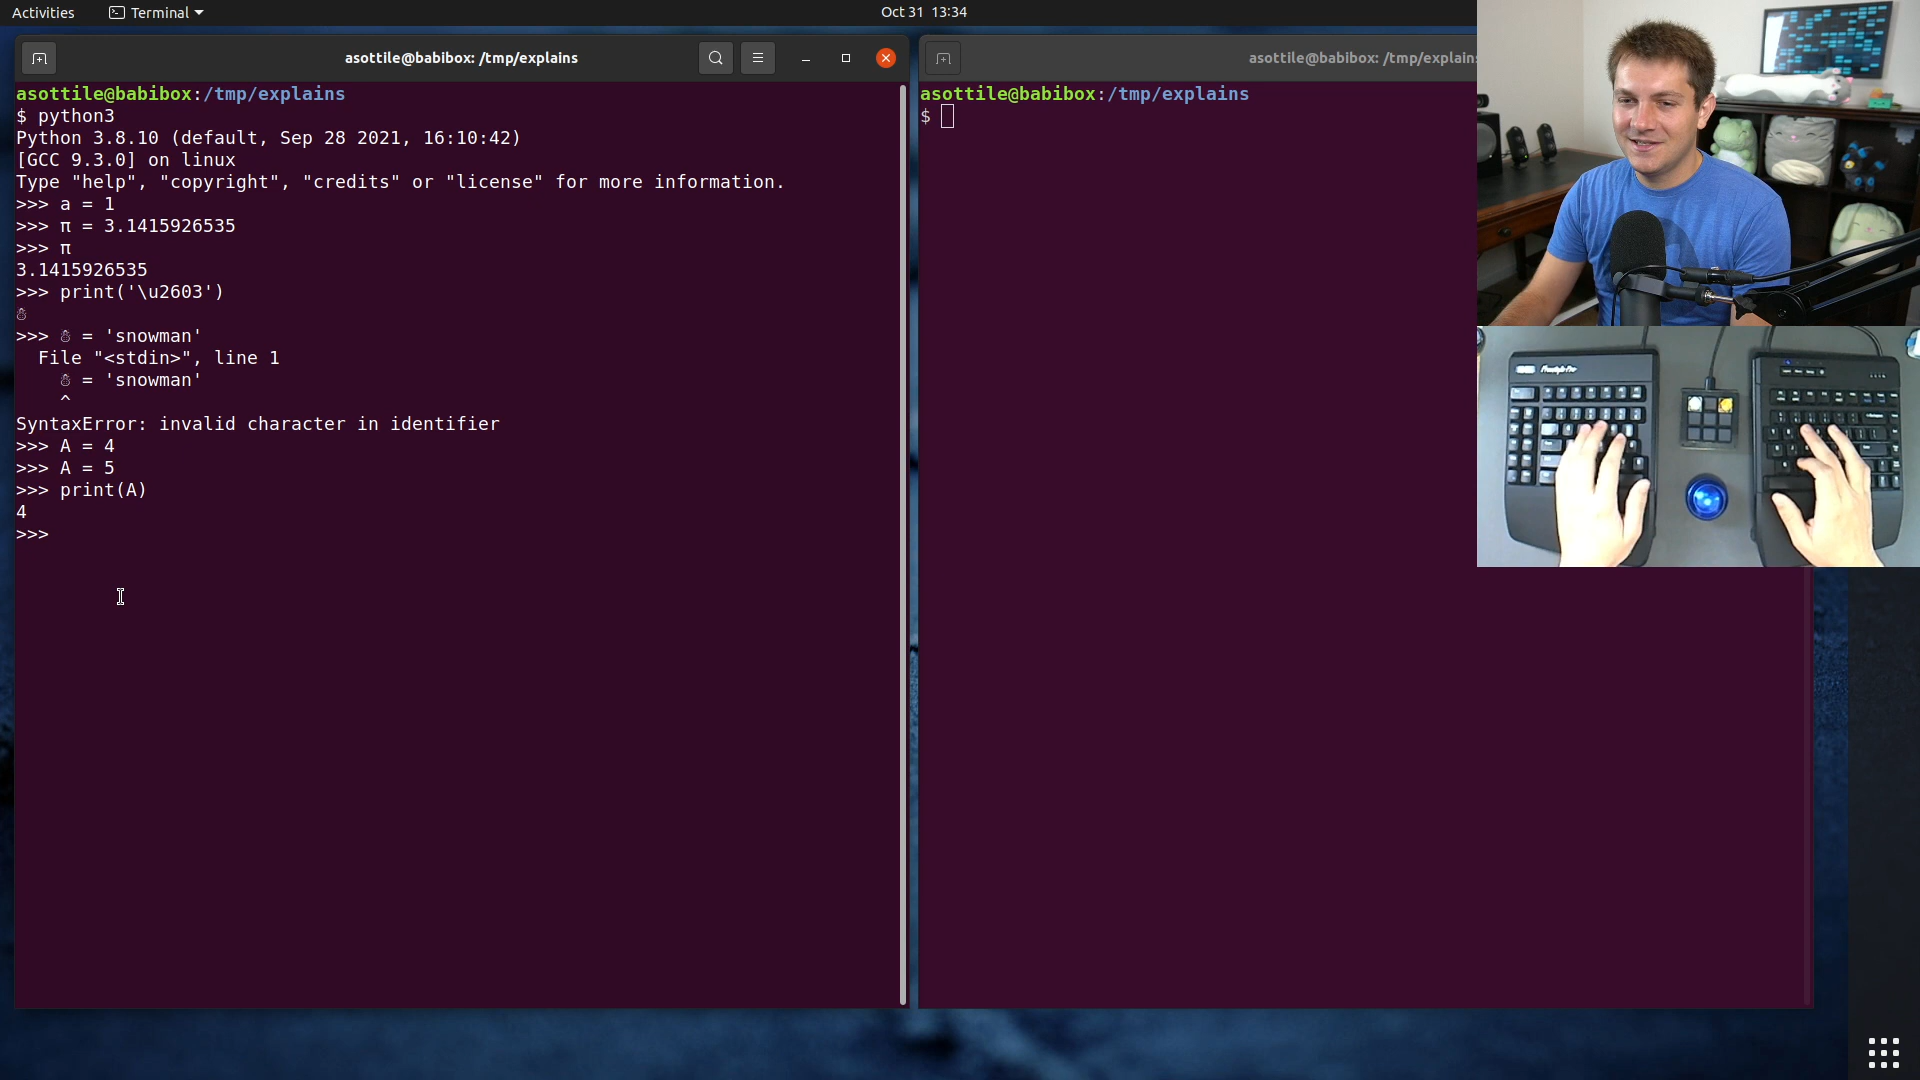 Activities
Terminal
Oct 31 13:34
asottile@babibox: /tmp/explains
asottile@babibox:/tmp/explains
$ python3
Python 3.8.10 (default, Sep 28 2021, 16:10:42)
[GCC 9.3.0] on linux
Type "help", "copyright", "credits" or "license" for more information.
>>> a = 1
>>> π = 3.1415926535
>>> π
3.1415926535
>>> print('\u2603')
☃
>>> ☃ = 'snowman'
  File "<stdin>", line 1
    ☃ = 'snowman'
    ^
SyntaxError: invalid character in identifier
>>> A = 4
>>> A = 5
>>> print(A)
4
>>>
asottile@babibox: /tmp/explains
asottile@babibox:/tmp/explains
$